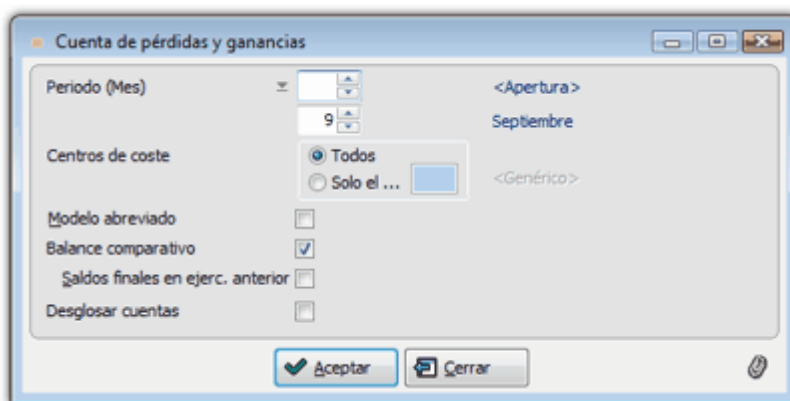 Cuenta de pérdidas y ganancias
Periodo (Mes) <Apertura>
9 Septiembre
Centros de coste Todos
Solo el ... <Genérico>
Modelo abreviado
Balance comparativo
Saldos finales en ejerc. anterior
Desglosar cuentas
Aceptar Cerrar